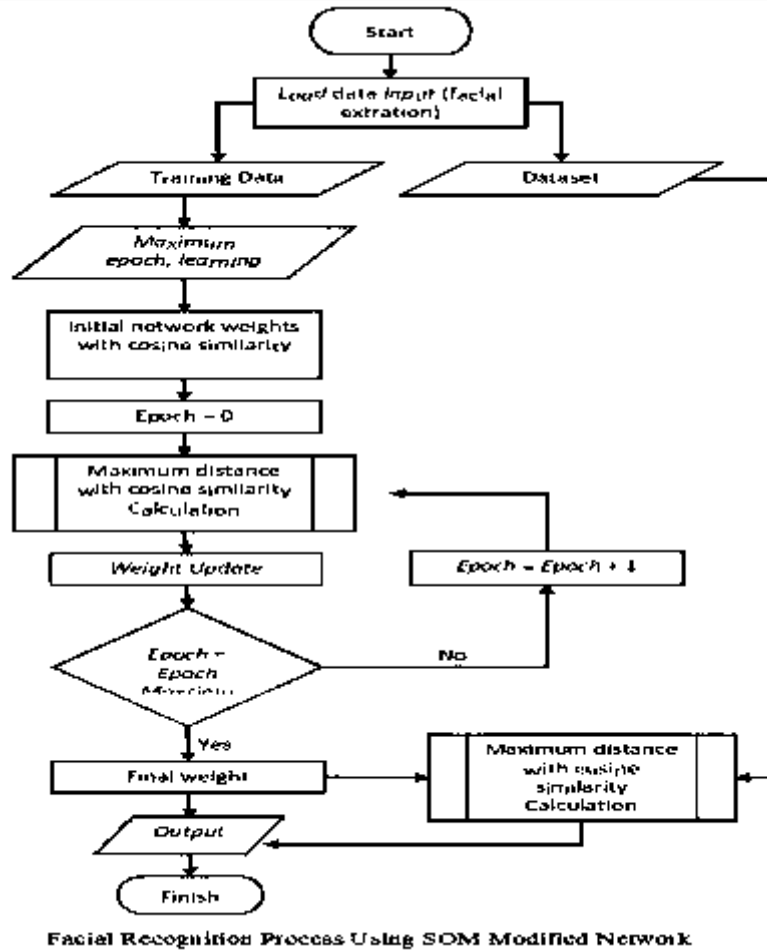 Start
Load data input (facial
extration)
Training Data
Dataset
Maximum
epoch, learning
Initial network weights
with cosine similarity
Epoch = 0
Maximum distance
with cosine similarity
Calculation
Weight Update
Epoch = Epoch + 1
Epoch =
Epoch
No
Yes
Final weight
Maximum distance
with cosine
similarity
Calculation
Output
Finish
Facial Recognition Process Using SOM Modified Network